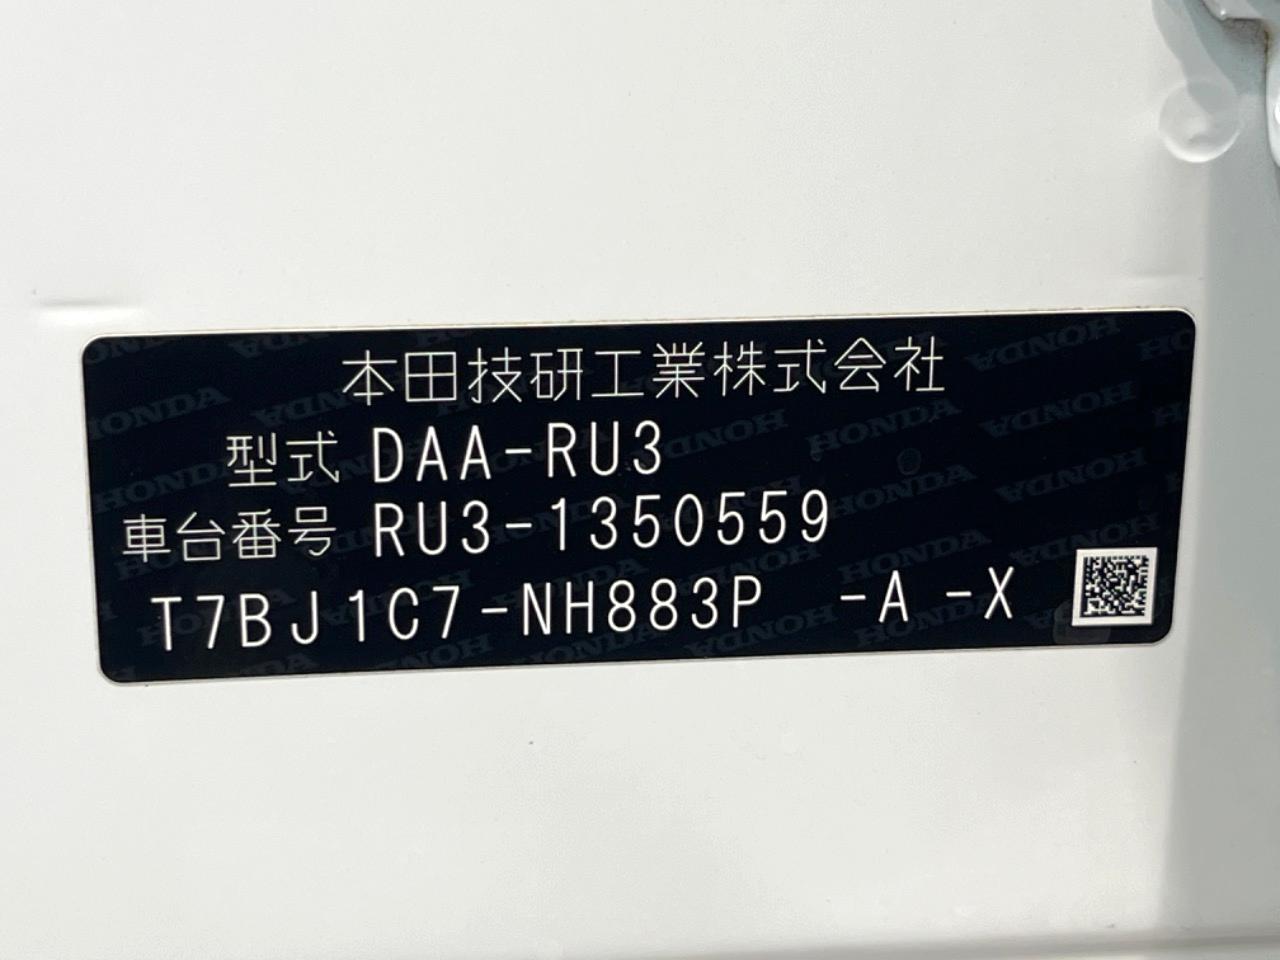 本田技研工業株式会社
型式 DAA-RU3
車台番号 RU3-1350559
T7BJ1C7-NH883P -A -X